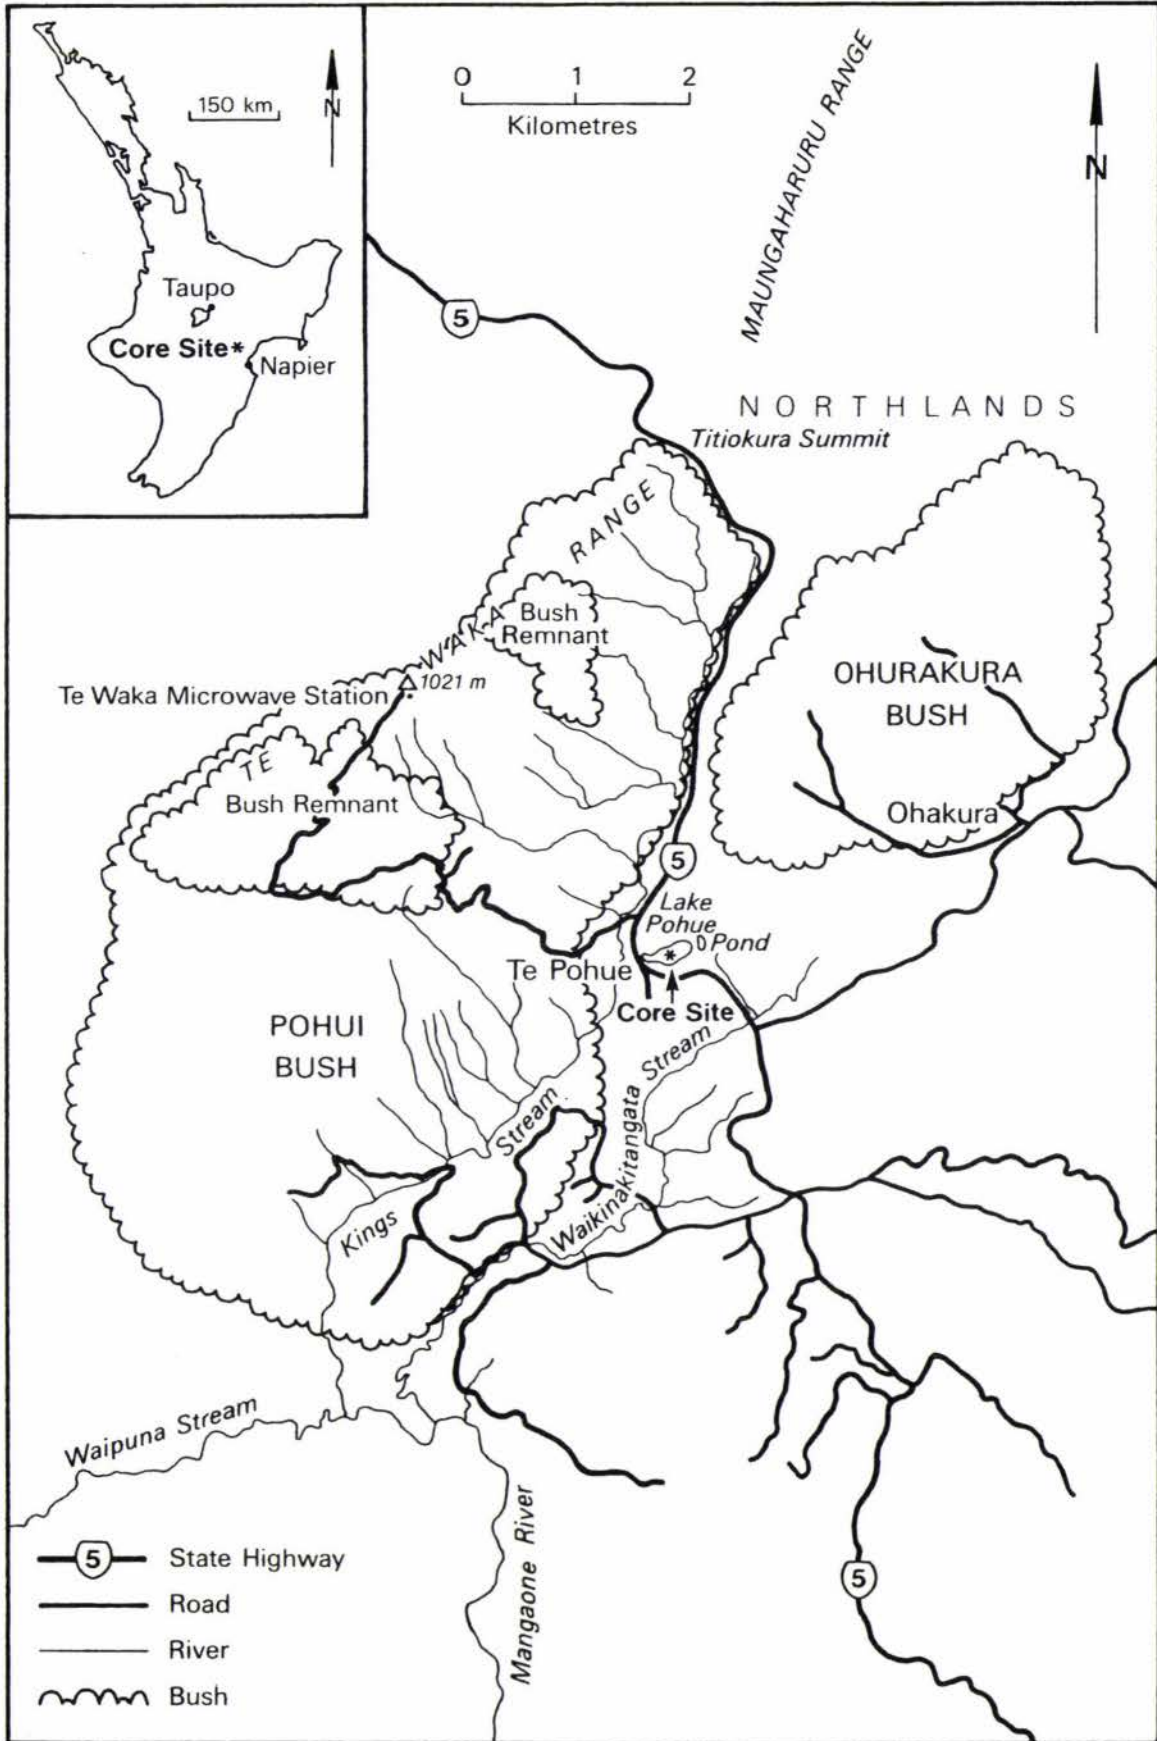 150 km
N
Taupo
Core Site*
Napier
0 1 2
Kilometres
N
MAUNGAHARURU RANGE
5
NORTHLANDS
Titiokura Summit
TE WAKA RANGE
Bush
Remnant
1021 m
Te Waka Microwave Station
Bush Remnant
OHURAKURA
BUSH
Ohakura
5
Lake
Pohue
Pond
*
Te Pohue
Core Site
POHUI
BUSH
Kings Stream
Waikinakitangata Stream
Waipuna Stream
Mangaone River
5
5 State Highway
Road
River
Bush